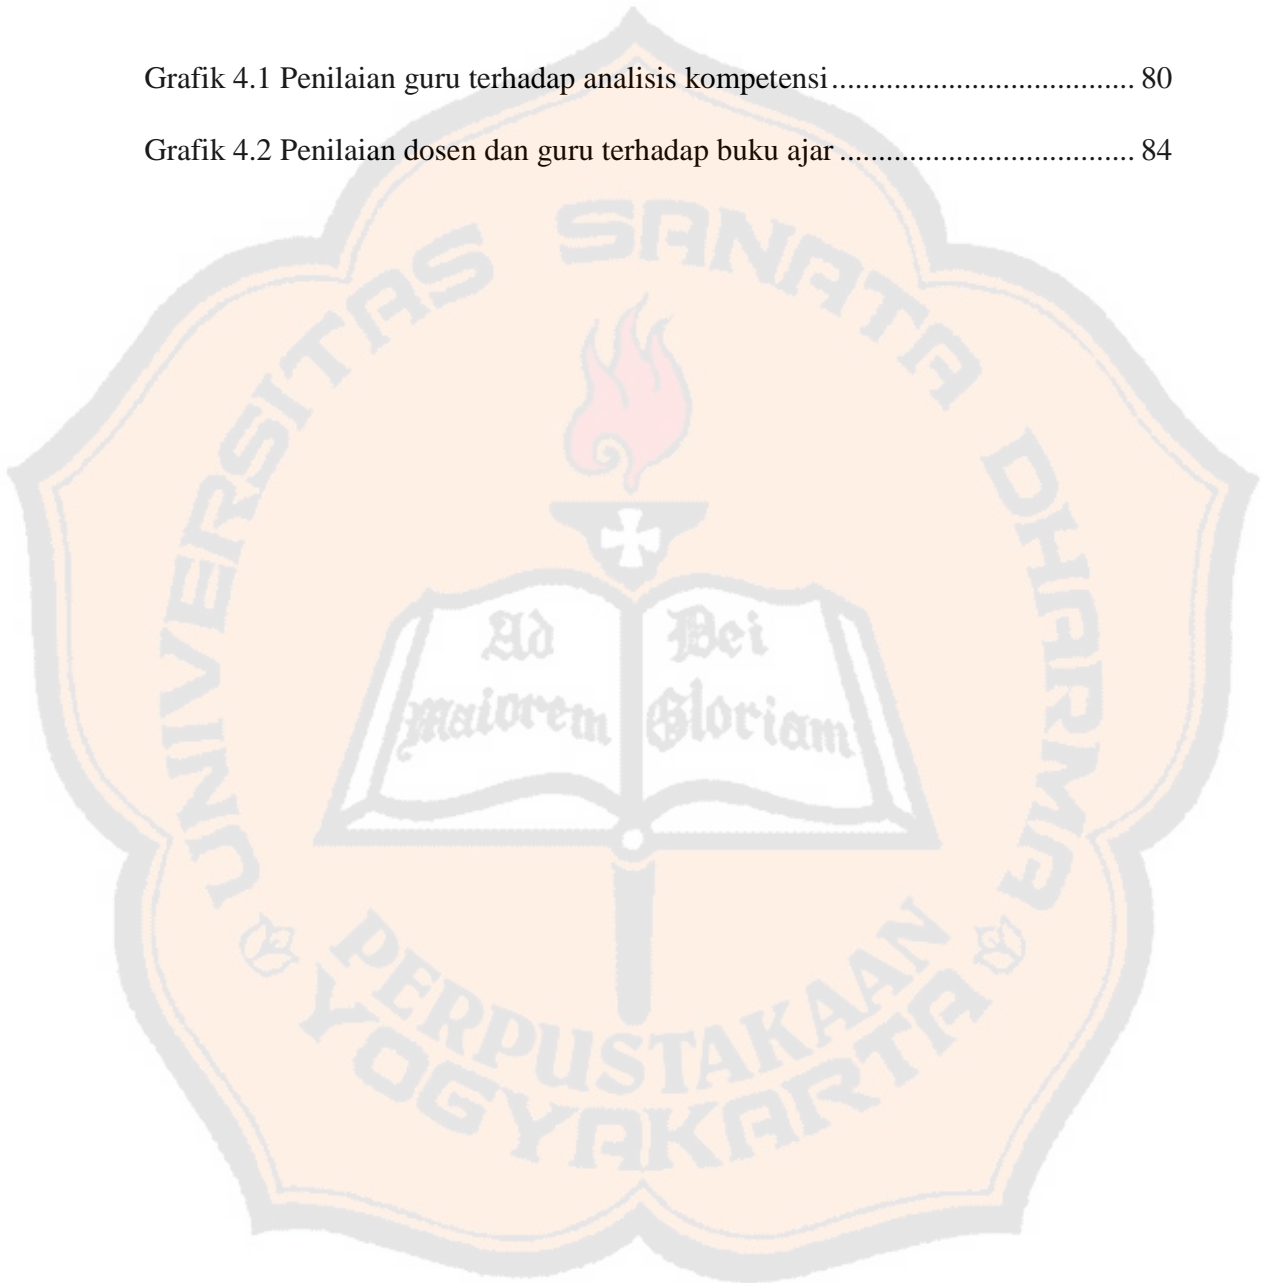 Grafik 4.1 Penilaian guru terhadap analisis kompetensi...................................... 80
Grafik 4.2 Penilaian dosen dan guru terhadap buku ajar ..................................... 84
UNIVERSITAS SANATA DHARMA
Ad Dei
maiorem Gloriam
PERPUSTAKAAN
YOGYAKARTA